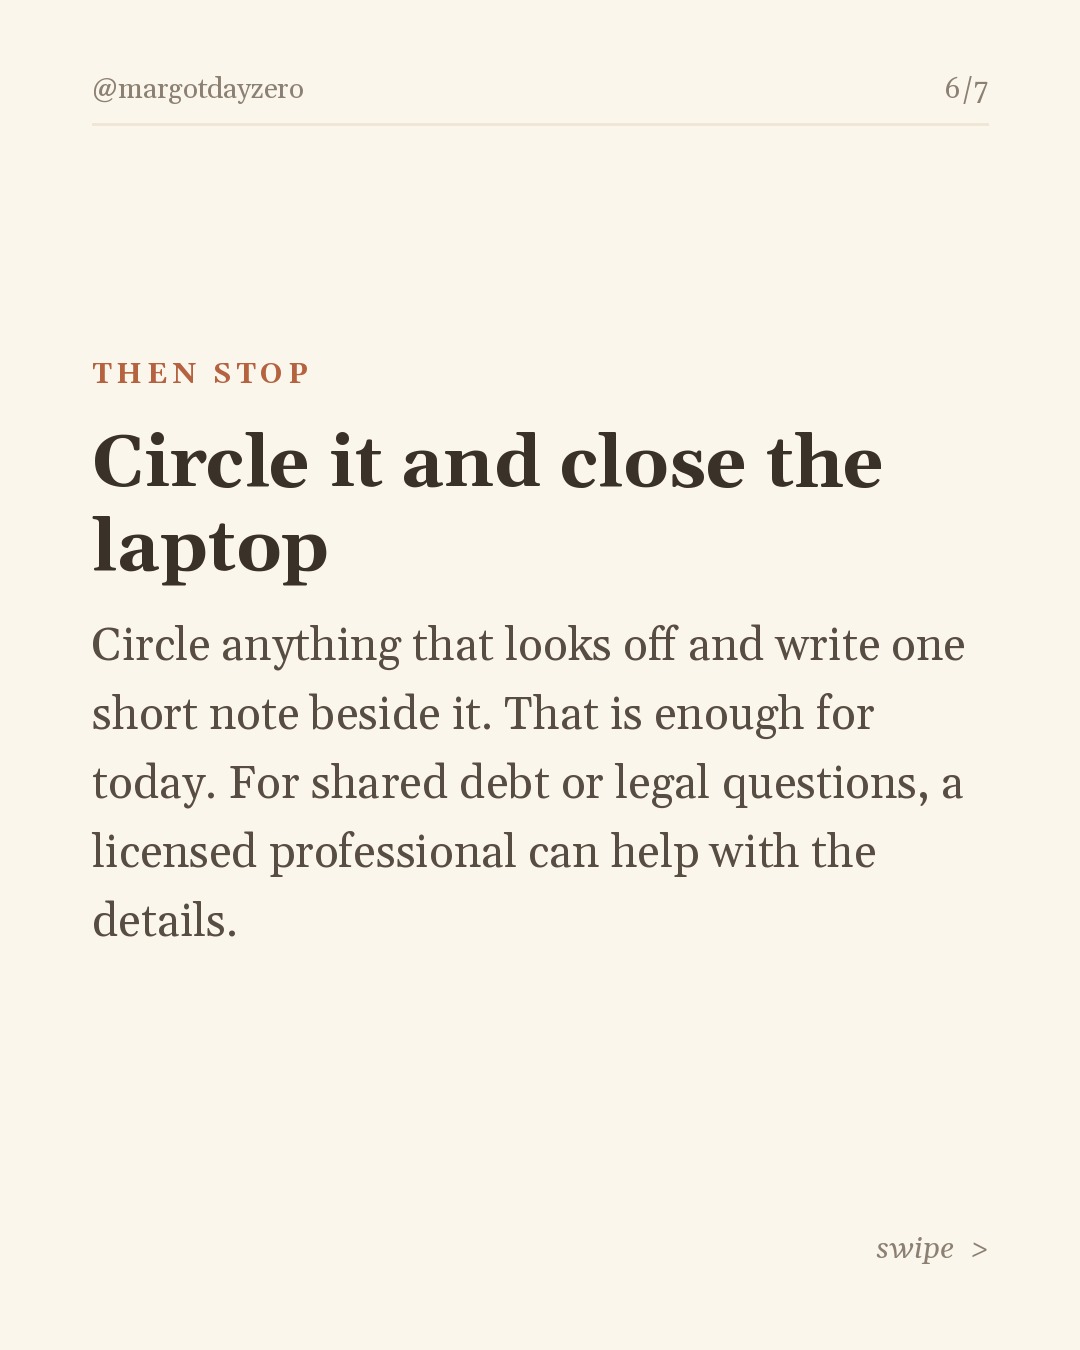 @margotdayzero
6/7
THEN STOP
Circle it and close the
laptop
Circle anything that looks off and write one
short note beside it. That is enough for
today. For shared debt or legal questions, a
licensed professional can help with the
details.
swipe >